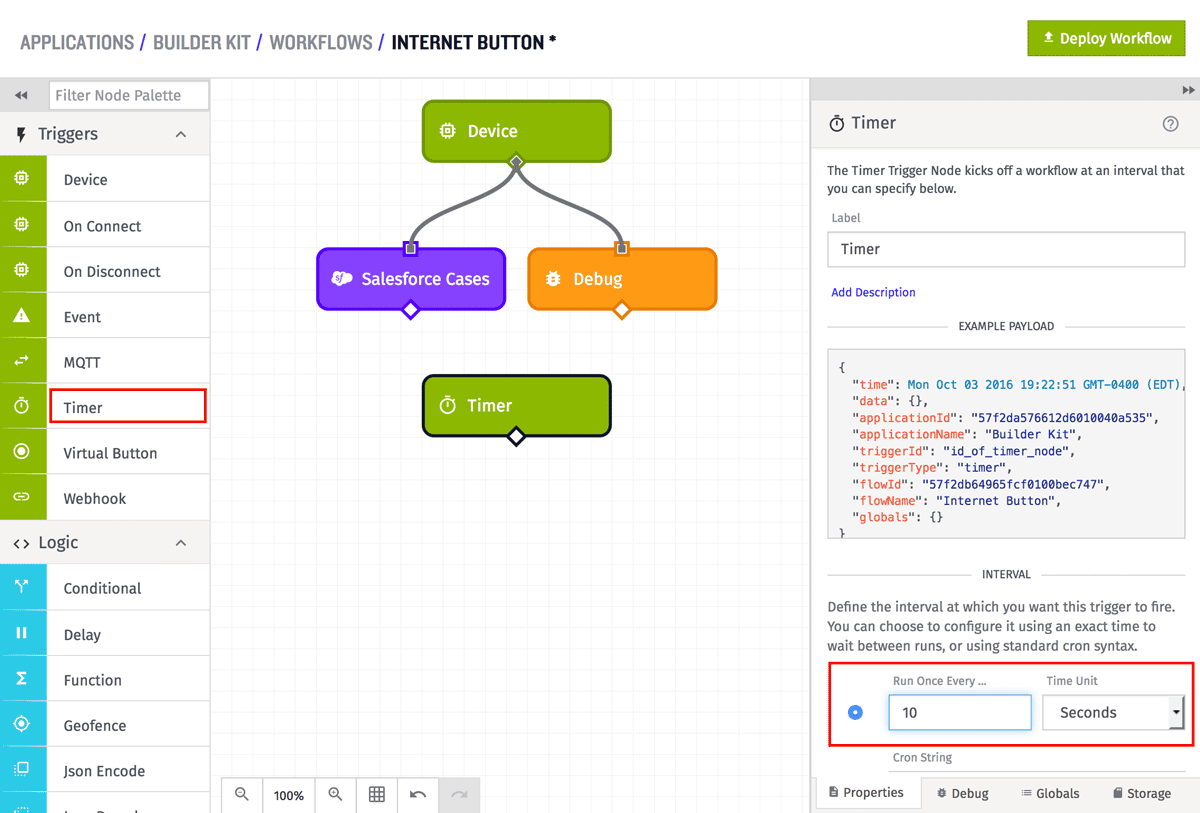 APPLICATIONS / BUILDER KIT / WORKFLOWS / INTERNET BUTTON *
Deploy Workflow
Filter Node Palette
Triggers
Device
On Connect
On Disconnect
Event
MQTT
Timer
Virtual Button
Webhook
Logic
Conditional
Delay
Function
Geofence
Json Encode
Device
Salesforce Cases
Debug
Timer
100%
Timer
The Timer Trigger Node kicks off a workflow at an interval that
you can specify below.
Label
Timer
Add Description
EXAMPLE PAYLOAD
{
"time": Mon Oct 03 2016 19:22:51 GMT-0400 (EDT),
"data": {},
"applicationId": "57f2da576612d6010040a535",
"applicationName": "Builder Kit",
"triggerId": "id_of_timer_node",
"triggerType": "timer",
"flowId": "57f2db64965fcf0100bec747",
"flowName": "Internet Button",
"globals": {}
}
INTERVAL
Define the interval at which you want this trigger to fire.
You can choose to configure it using an exact time to
wait between runs, or using standard cron syntax.
Run Once Every ... Time Unit
10 Seconds
Cron String
Properties Debug Globals Storage